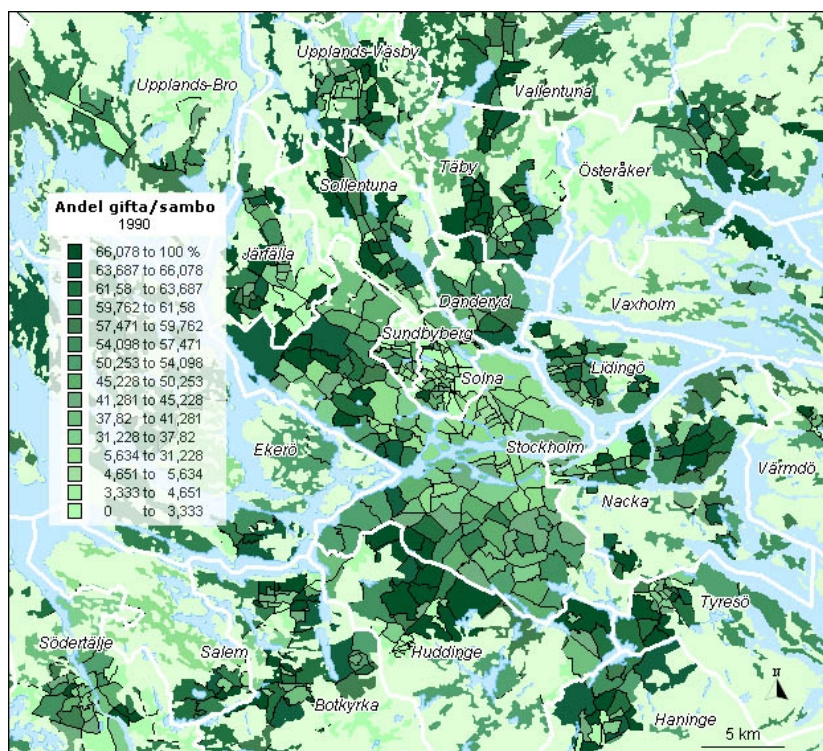 Upplands-Väsby
Upplands-Bro
Vallentuna
Täby
Österåker
Sollentuna
Andel gifta/sambo
1990
66,078 to 100 %
63,687 to 66,078
61,58 to 63,687
59,762 to 61,58
57,471 to 59,762
54,098 to 57,471
50,253 to 54,098
45,228 to 50,253
41,281 to 45,228
37,82 to 41,281
31,228 to 37,82
5,634 to 31,228
4,651 to 5,634
3,333 to 4,651
0 to 3,333
Järfälla
Danderyd
Vaxholm
Sundbyberg
Lidingö
Solna
Ekerö
Stockholm
Värmdö
Nacka
Tyresö
Södertälje
Salem
Huddinge
Botkyrka
N
Haninge
5 km